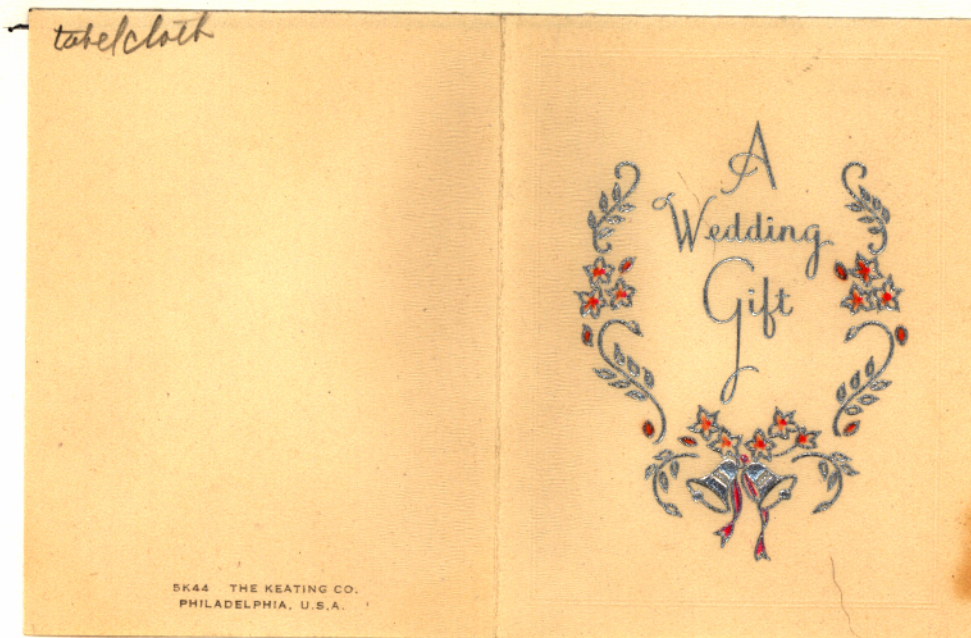 tabelcloth
A
Wedding
Gift
5K44 THE KEATING CO.
PHILADELPHIA, U.S.A.